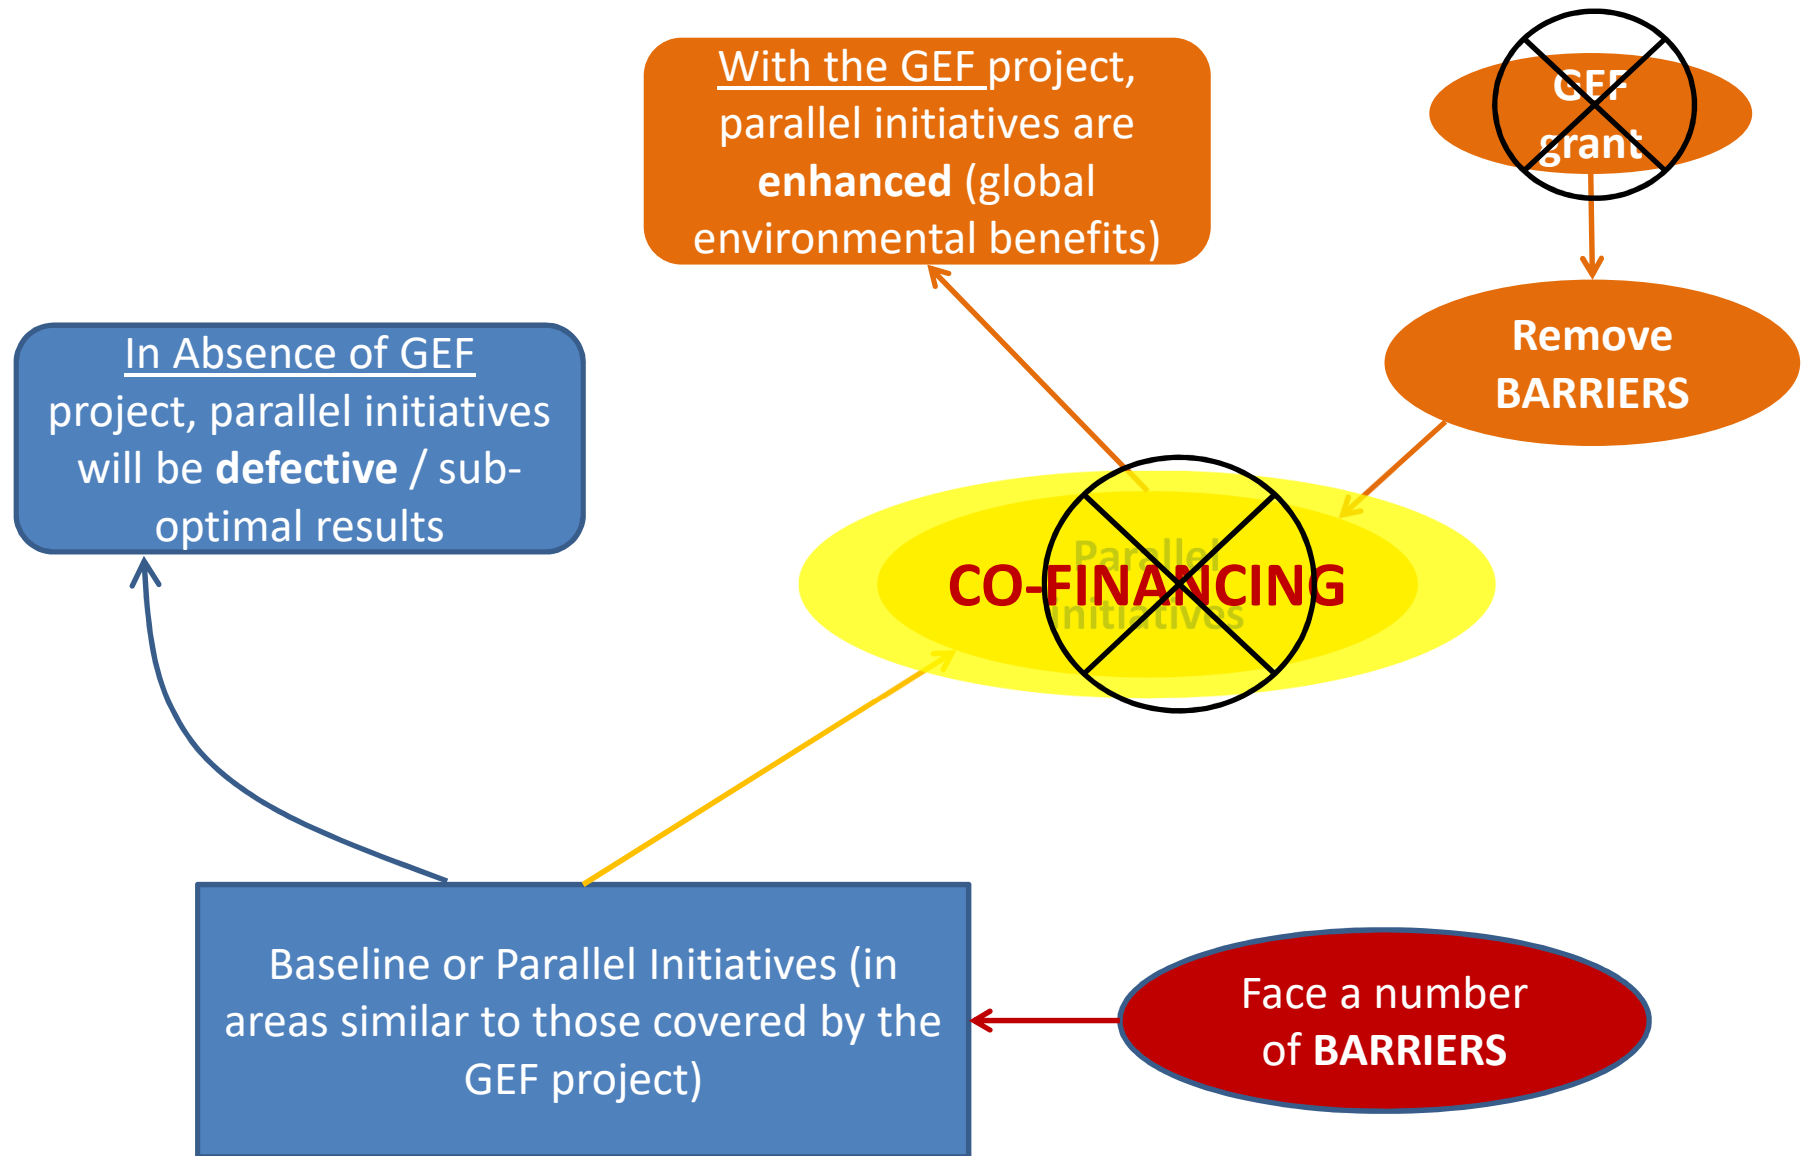 With the GEF project,
parallel initiatives are
enhanced (global
environmental benefits)
GEF
grant
In Absence of GEF
project, parallel initiatives
will be defective / sub-
optimal results
Remove
BARRIERS
Parallel
CO-FINANCING
initiatives
Baseline or Parallel Initiatives (in
areas similar to those covered by the
GEF project)
Face a number
of BARRIERS